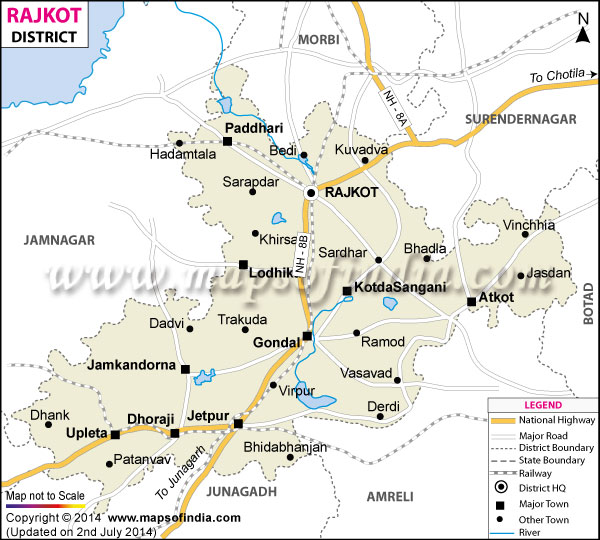 RAJKOT
DISTRICT
MORBI
N
To Chotila
NH - 8A
SURENDERNAGAR
Paddhari
Hadamtala
Bedi
Kuvadva
Sarapdar
RAJKOT
JAMNAGAR
Khirsa
NH - 8B
Sardhar
Bhadla
Vinchhia
www.mapsofindia.com
Lodhik
KotdaSangani
Jasdan
Atkot
BOTAD
Dadvi
Trakuda
Gondal
Ramod
Jamkandorna
Vasavad
Virpur
Dhank
Dhoraji
Jetpur
Derdi
Upleta
Patanvav
To Junagarh
Bhidabhanjan
JUNAGADH
AMRELI
LEGEND
National Highway
Major Road
District Boundary
State Boundary
Railway
District HQ
Major Town
Other Town
River
Map not to Scale
Copyright © 2014 www.mapsofindia.com
(Updated on 2nd July 2014)